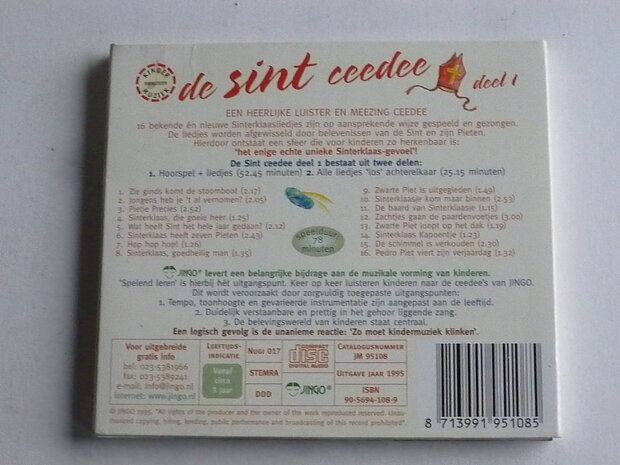 KINDER
MUZIEK
de sint ceedee
deel 1
EEN HEERLIJKE LUISTER EN MEEZING CEEDEE
16 bekende én nieuwe Sinterklaasliedjes zijn op aansprekende wijze gespeeld en gezongen.
De liedjes worden afgewisseld door belevenissen van de Sint en zijn Pieten.
Hierdoor ontstaat een sfeer die voor kinderen zo herkenbaar is:
'het enige echte unieke Sinterklaas-gevoel'!
De Sint ceedee deel 1 bestaat uit twee delen:
1. Hoorspel + liedjes (52.45 minuten) 2. Alle liedjes 'los' achterelkaar (25.15 minuten)
1. Zie ginds komt de stoomboot (2.17)
2. Jongens heb je 't al vernomen? (2.05)
3. Pietje Precies (2.52)
4. Sinterklaas, die goeie heer (1.25)
5. Wat heeft Sint het hele jaar gedaan? (2.12)
6. Sinterklaas heeft zeven Pieten (2.43)
7. Hop hop hop! (1.26)
8. Sinterklaas, goedheilig man (1.35)
speelduur
78
minuten
9. Zwarte Piet is uitgegleden (1.49)
10. Sinterklaasje kom maar binnen (2.53)
11. De baard van Sinterklaasje (1.15)
12. Zachtjes gaan de paardenvoetjes (3.00)
13. Zwarte Piet loopt op het dak (1.19)
14. Sinterklaas Kapoentje (1.23)
15. De schimmel is verkouden (2.30)
16. Pedro Piet viert zijn verjaardag (1.32)
JINGO® levert een belangrijke bijdrage aan de muzikale vorming van kinderen.
'Spelend leren' is hierbij hét uitgangspunt. Keer op keer luisteren kinderen naar de ceedee's van JINGO.
Dit wordt veroorzaakt door zorgvuldig toegepaste uitgangspunten:
1. Tempo, toonhoogte en gevarieerde instrumentatie zijn aangepast aan de leeftijd.
2. Duidelijk verstaanbare en prettig in het gehoor liggende zang.
3. De belevingswereld van kinderen staat centraal.
Een logisch gevolg is de unanieme reactie: 'Zo moet kindermuziek klinken'.
Voor uitgebreide
gratis info
bel: 023-5381966
fax: 023-5389241
e-mail: info@jingo.nl
internet: www.jingo.nl
LEEFTIJDS-
INDICATIE
Vanaf
circa
3 jaar
NUGI 017
STEMRA
DDD
COMPACT
disc
DIGITAL AUDIO
JINGO®
CATALOGUSNUMMER
JM 95108
UITGAVE JAAR 1995
ISBN
90-5694-108-9
© JINGO 1995. "All rights of the producer and the owner of the work reproduced reserved. Unau-
thorized copying, hiring, lending, public performance and broadcasting of this record prohibited".
8 713991 951085